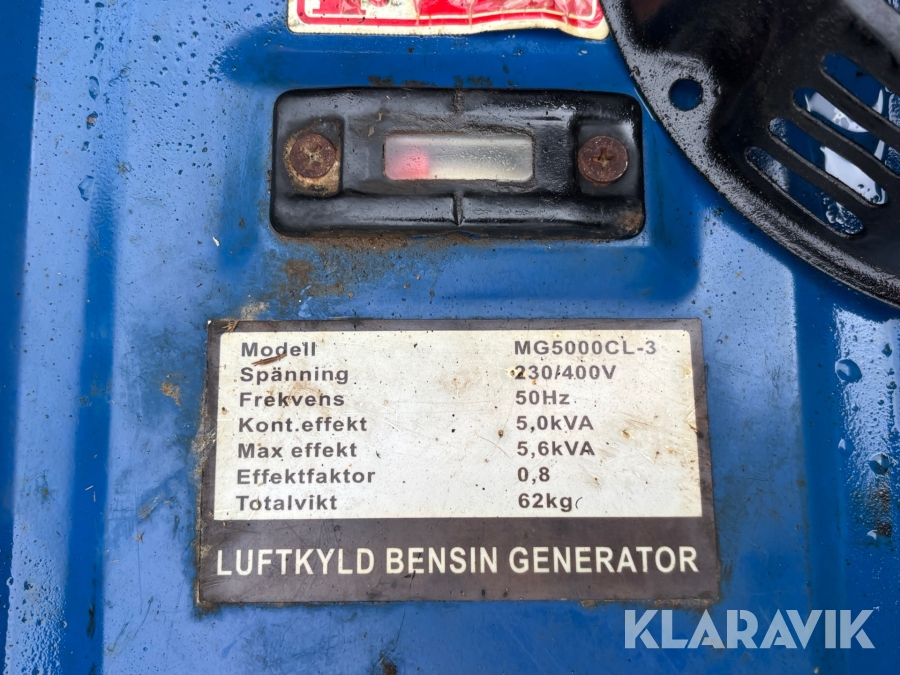 Modell MG5000CL-3
Spänning 230/400V
Frekvens 50Hz
Kont.effekt 5,0kVA
Max effekt 5,6kVA
Effektfaktor 0,8
Totalvikt 62kg
LUFTKYLD BENSIN GENERATOR
KLARAVIK